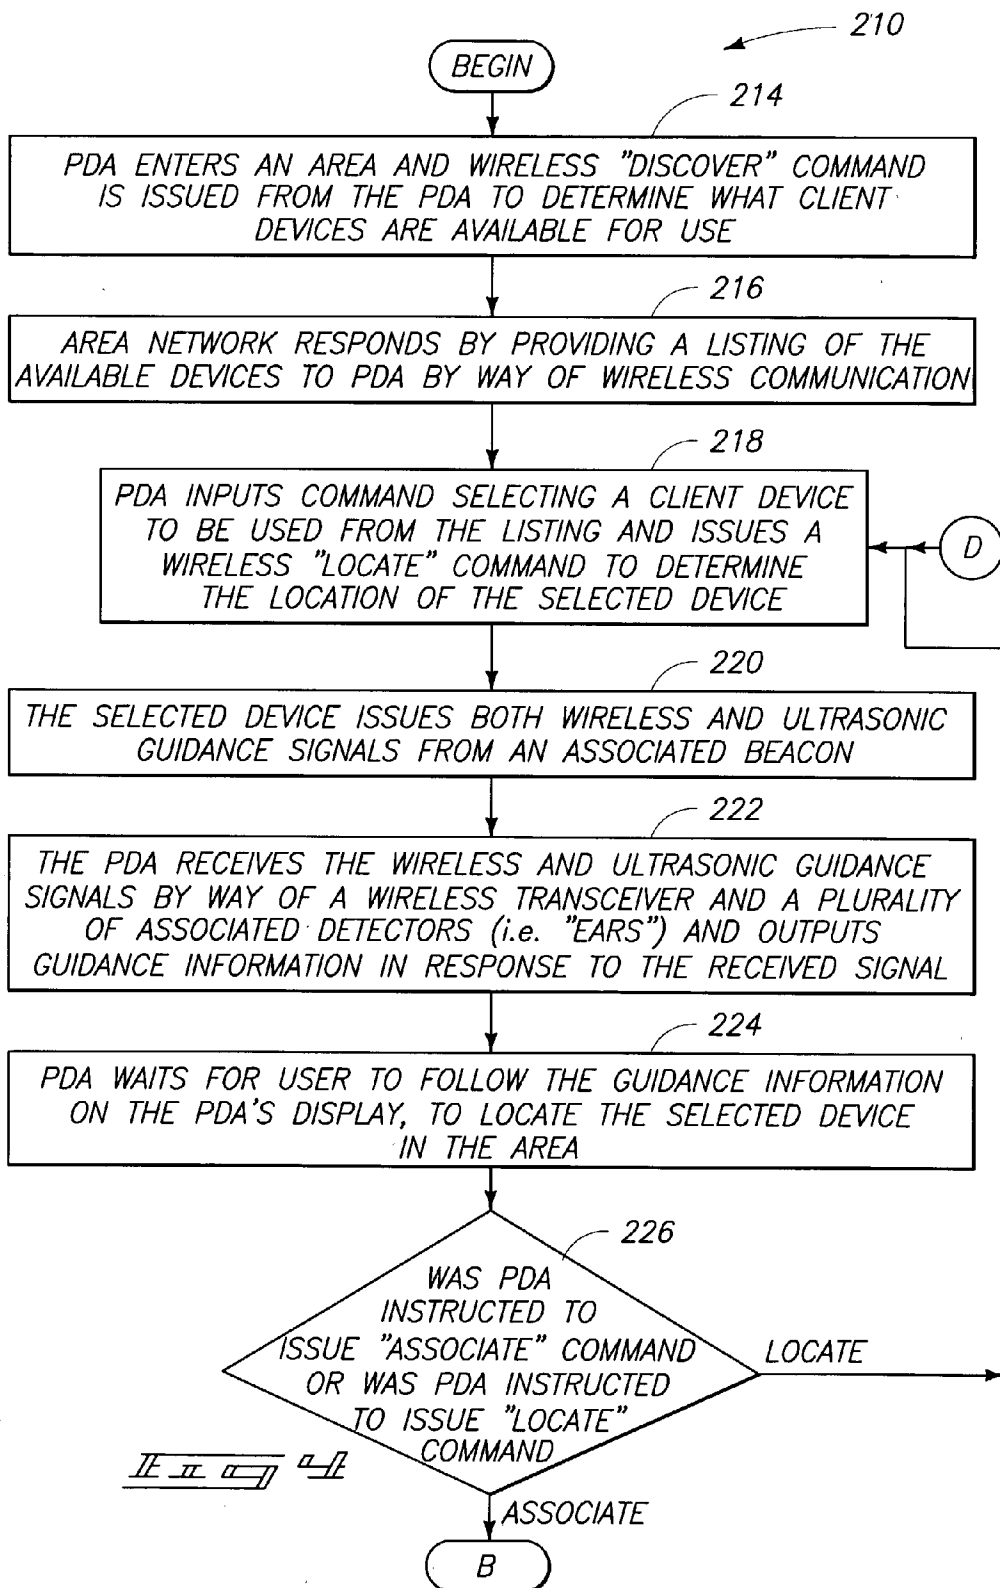 210
BEGIN
214
PDA ENTERS AN AREA AND WIRELESS "DISCOVER" COMMAND
IS ISSUED FROM THE PDA TO DETERMINE WHAT CLIENT
DEVICES ARE AVAILABLE FOR USE
216
AREA NETWORK RESPONDS BY PROVIDING A LISTING OF THE
AVAILABLE DEVICES TO PDA BY WAY OF WIRELESS COMMUNICATION
218
PDA INPUTS COMMAND SELECTING A CLIENT DEVICE
TO BE USED FROM THE LISTING AND ISSUES A
WIRELESS "LOCATE" COMMAND TO DETERMINE
THE LOCATION OF THE SELECTED DEVICE
D
220
THE SELECTED DEVICE ISSUES BOTH WIRELESS AND ULTRASONIC
GUIDANCE SIGNALS FROM AN ASSOCIATED BEACON
222
THE PDA RECEIVES THE WIRELESS AND ULTRASONIC GUIDANCE
SIGNALS BY WAY OF A WIRELESS TRANSCEIVER AND A PLURALITY
OF ASSOCIATED DETECTORS (i.e. "EARS") AND OUTPUTS
GUIDANCE INFORMATION IN RESPONSE TO THE RECEIVED SIGNAL
224
PDA WAITS FOR USER TO FOLLOW THE GUIDANCE INFORMATION
ON THE PDA'S DISPLAY, TO LOCATE THE SELECTED DEVICE
IN THE AREA
226
WAS PDA
INSTRUCTED TO
ISSUE "ASSOCIATE" COMMAND
OR WAS PDA INSTRUCTED
TO ISSUE "LOCATE"
COMMAND
LOCATE
FIG 4
ASSOCIATE
B